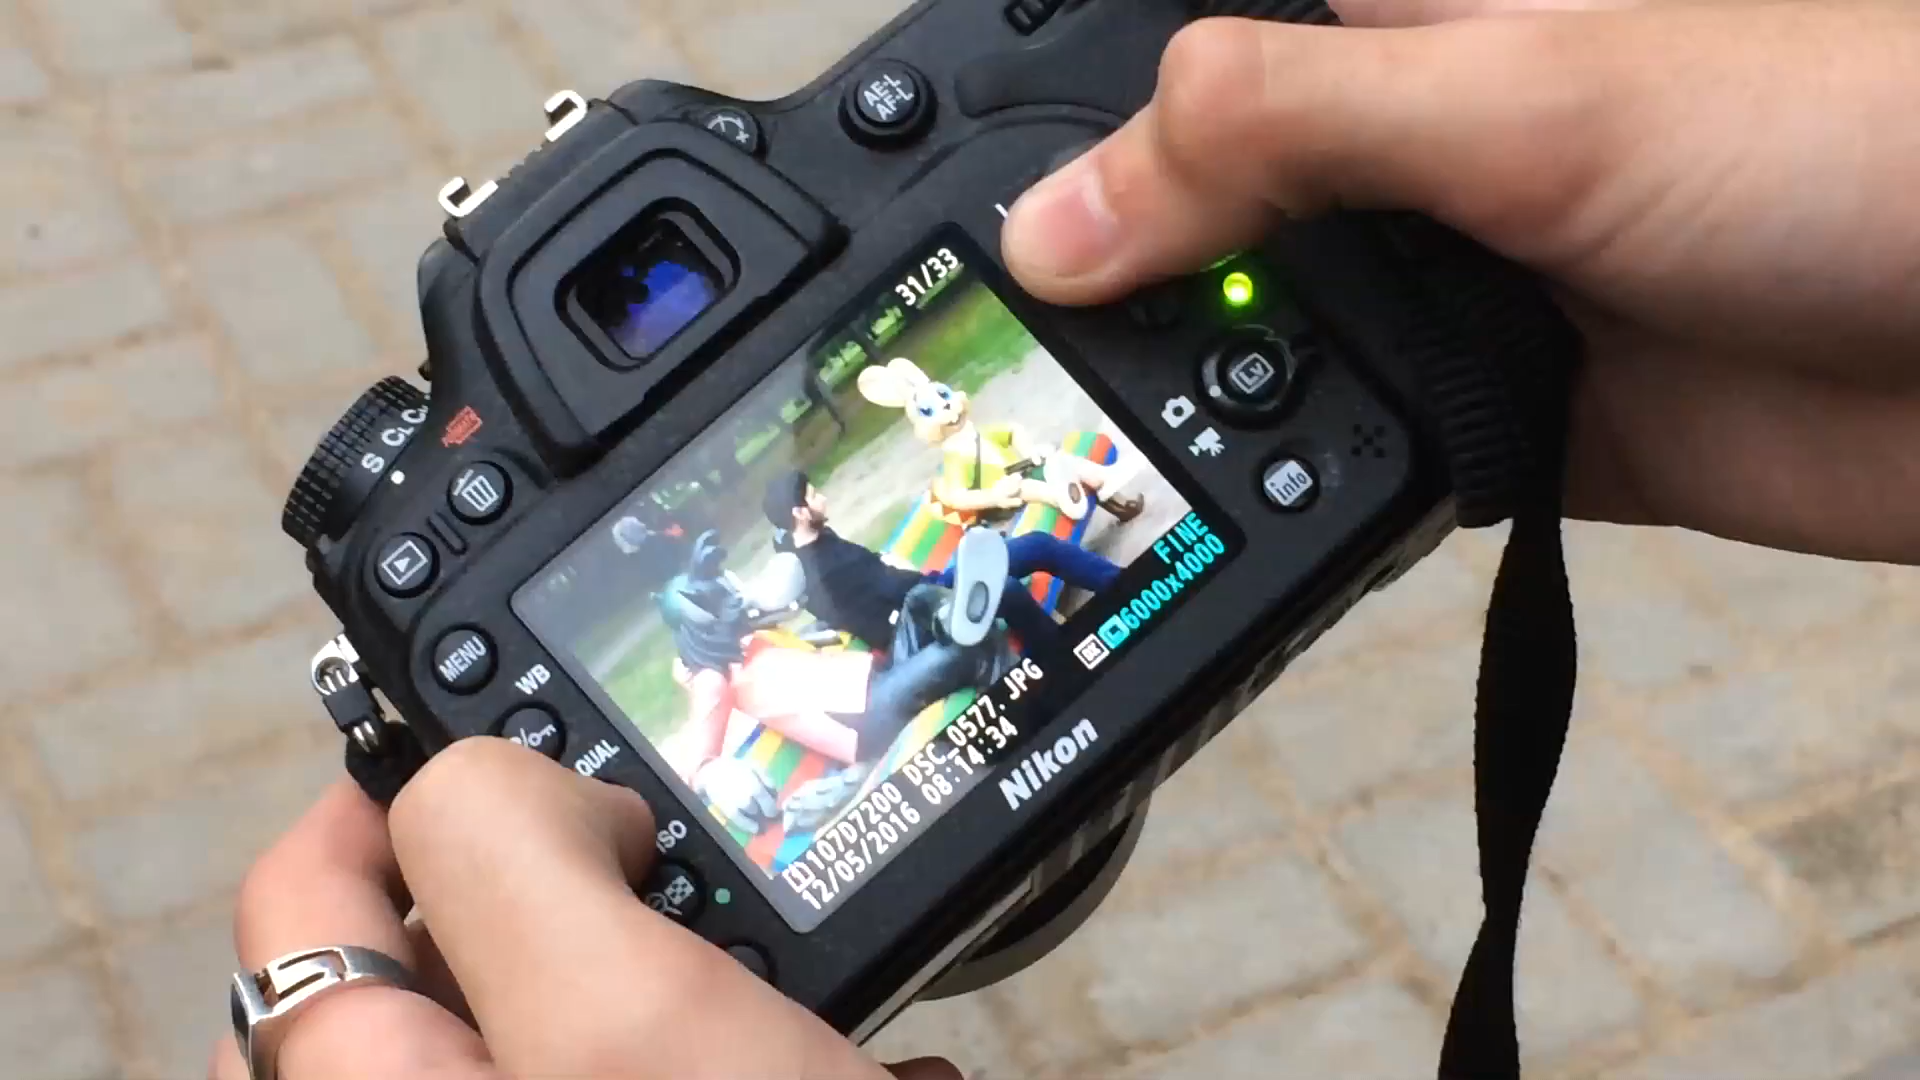 AE-L
AF-L
31/33
S CL C
Lv
info
MENU
WB
QUAL
ISO
FINE
DX L 6000x4000
107D7200 DSC_0577.JPG
12/05/2016 08:14:34
Nikon